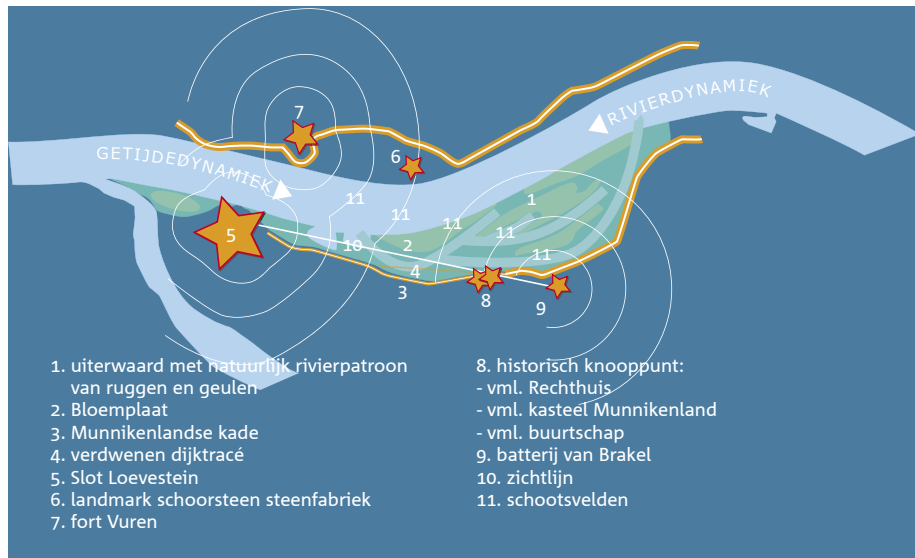 RIVIERDYNAMIEK
7
GETIJDEDYNAMIEK
6
11
1
11
11
5
11
10
2
11
4
3
8
9
1. uiterwaard met natuurlijk rivierpatroon
van ruggen en geulen
2. Bloemplaat
3. Munnikenlandse kade
4. verdwenen dijktracé
5. Slot Loevestein
6. landmark schoorsteen steenfabriek
7. fort Vuren
8. historisch knooppunt:
- vml. Rechthuis
- vml. kasteel Munnikenland
- vml. buurtschap
9. batterij van Brakel
10. zichtlijn
11. schootsvelden